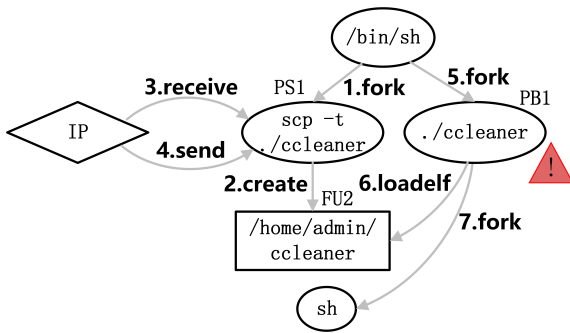 /bin/sh
3.receive
PS1
1.fork
5.fork
PB1
IP
scp -t
./ccleaner
./ccleaner
4.send
!
2.create
6.loadelf
FU2
7.fork
/home/admin/
ccleaner
sh